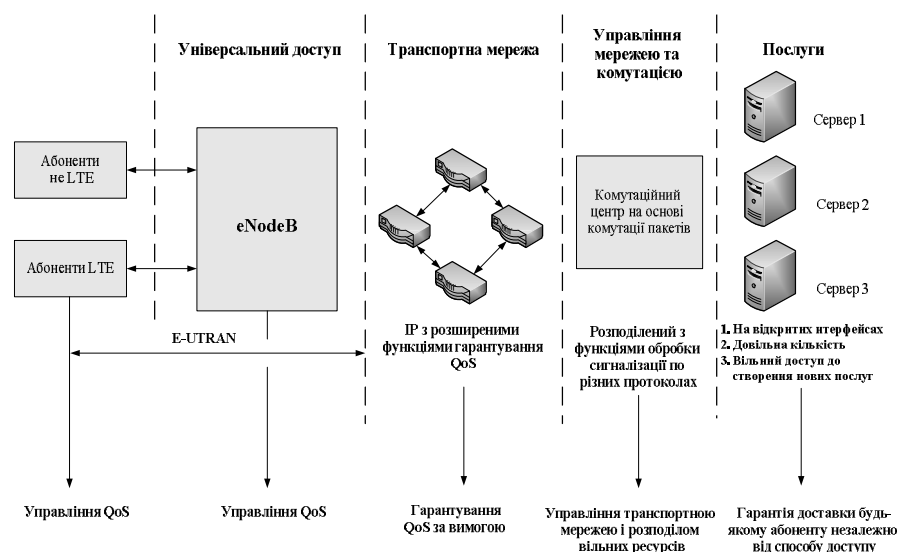 Універсальний доступ
Транспортна мережа
Управління
мережею та
комутацією
Послуги
Абоненти
не LTE
Абоненти LTE
eNodeB
Комутаційний
центр на основі
комутації пакетів
Сервер 1
Сервер 2
Сервер 3
E-UTRAN
IP з розширеними
функціями гарантування
QoS
Розподілений з
функціями обробки
сигналізації по
різних протоколах
1. На відкритих итерфейсах
2. Довільна кількість
3. Вільний доступ до
створення нових послуг
Управління QoS
Управління QoS
Гарантування
QoS за вимогою
Управління транспортною
мережею і розподілом
вільних ресурсів
Гарантія доставки будь-
якому абоненту незалежно
від способу доступу